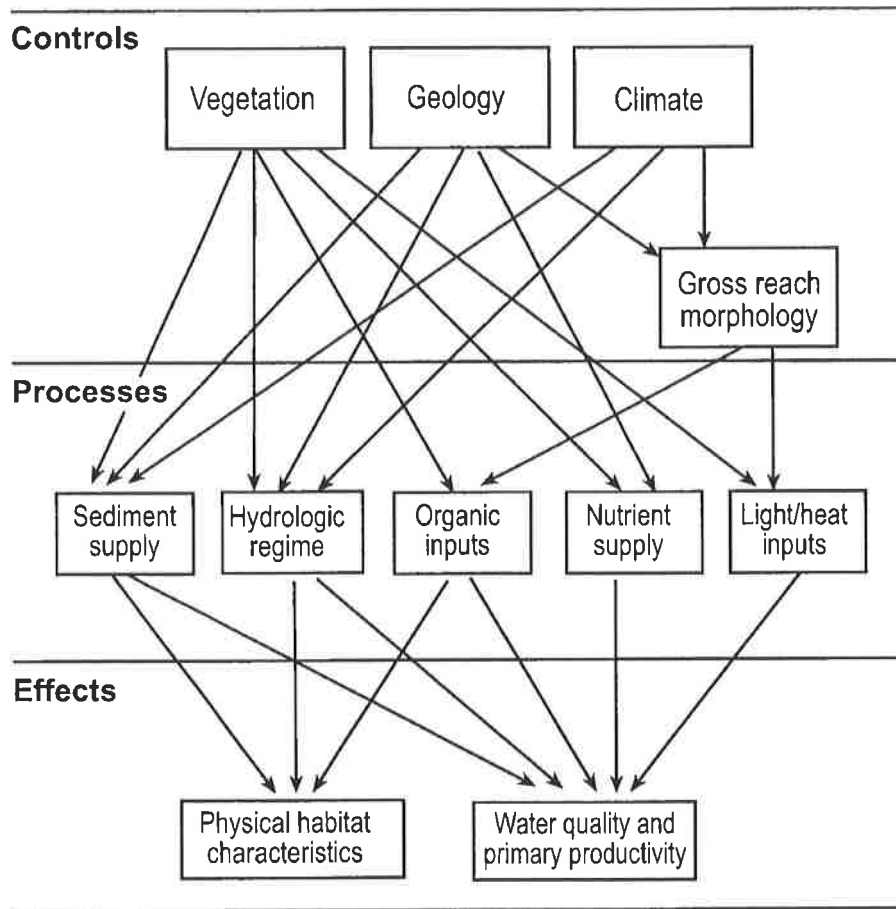 Controls
Vegetation
Geology
Climate
Gross reach
morphology
Processes
Sediment
supply
Hydrologic
regime
Organic
inputs
Nutrient
supply
Light/heat
inputs
Effects
Physical habitat
characteristics
Water quality and
primary productivity